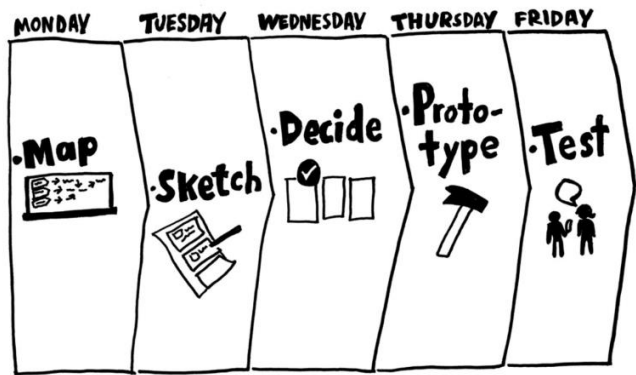 MONDAY
TUESDAY
WEDNESDAY
THURSDAY
FRIDAY
·Map
·Sketch
·Decide
·Proto-
type
·Test